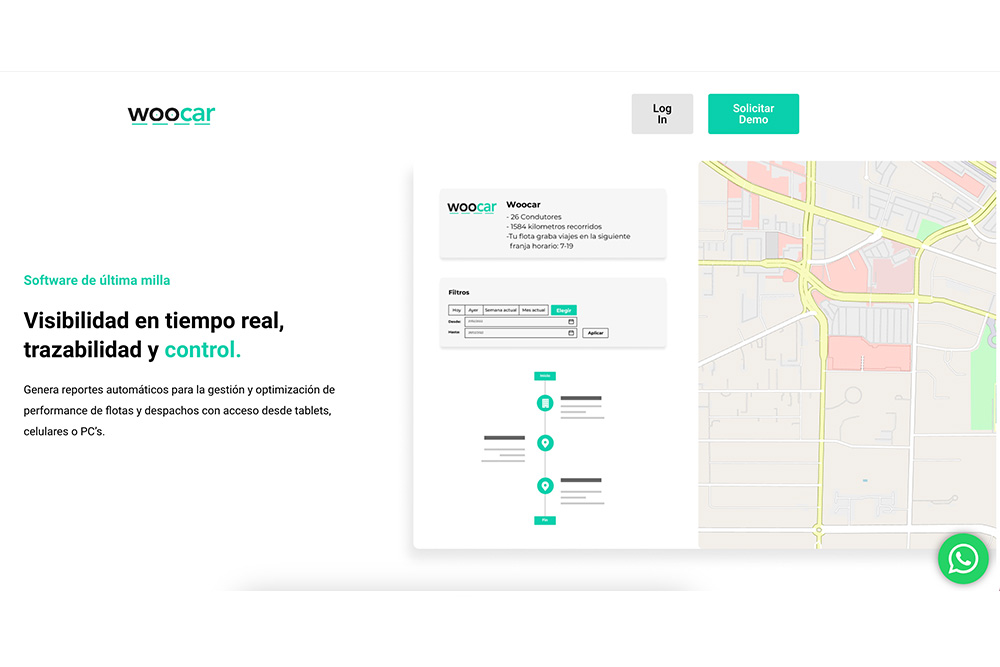 woocar
Log
In
Solicitar
Demo
Software de última milla
Visibilidad en tiempo real,
trazabilidad y control.
Genera reportes automáticos para la gestión y optimización de
performance de flotas y despachos con acceso desde tablets,
celulares o PC’s.
woocar
Woocar
- 26 Condutores
- 1584 kilometros recorridos
-Tu flota graba viajes en la siguiente
franja horario: 7-19
Filtros
Hoy Ayer Semana actual Mes actual Elegir
Desde
Hasta Aplicar
Inicio
Fin